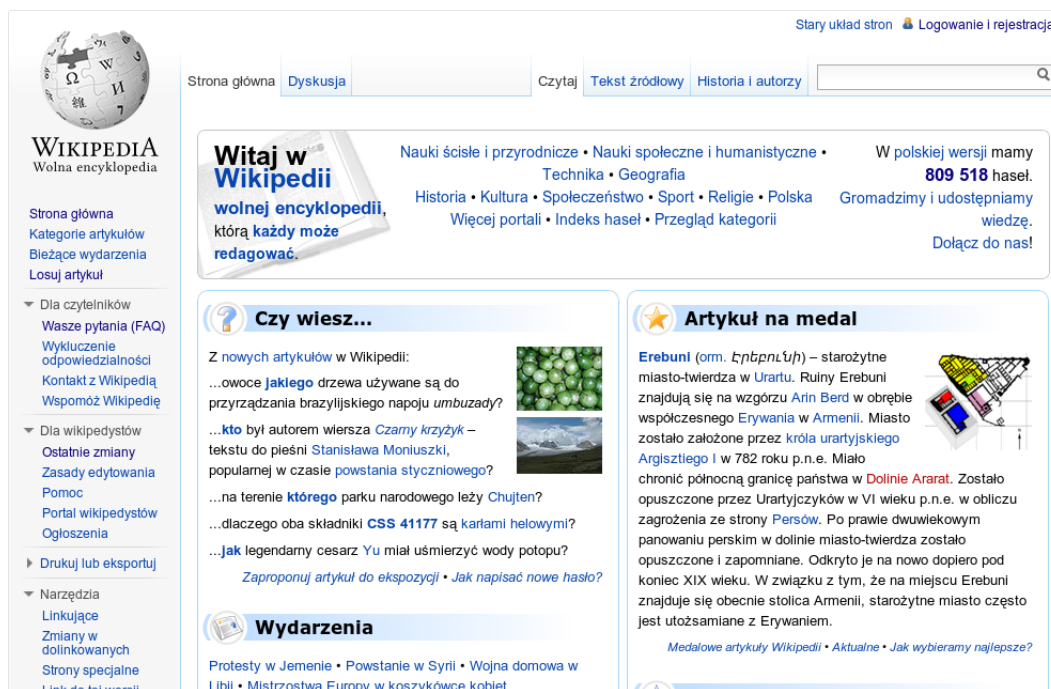 Stary układ stron Logowanie i rejestracja
WIKIPEDIA
Wolna encyklopedia
Strona główna Dyskusja Czytaj Tekst źródłowy Historia i autorzy
Strona główna
Kategorie artykułów
Bieżące wydarzenia
Losuj artykuł
Dla czytelników
Wasze pytania (FAQ)
Wykluczenie
odpowiedzialności
Kontakt z Wikipedią
Wspomóż Wikipedię
Dla wikipedystów
Ostatnie zmiany
Zasady edytowania
Pomoc
Portal wikipedystów
Ogłoszenia
Drukuj lub eksportuj
Narzędzia
Linkujące
Zmiany w
dolinkowanych
Strony specjalne
Link do tej wersji
Witaj w
Wikipedii
wolnej encyklopedii,
którą każdy może
redagować.
Nauki ścisłe i przyrodnicze • Nauki społeczne i humanistyczne •
Technika • Geografia
Historia • Kultura • Społeczeństwo • Sport • Religie • Polska
Więcej portali • Indeks haseł • Przegląd kategorii
W polskiej wersji mamy
809 518 haseł.
Gromadzimy i udostępniamy
wiedzę.
Dołącz do nas!
Czy wiesz...
Z nowych artykułów w Wikipedii:
...owoce jakiego drzewa używane są do
przyrządzania brazylijskiego napoju umbuzady?
...kto był autorem wiersza Czarny krzyżyk –
tekstu do pieśni Stanisława Moniuszki,
popularnej w czasie powstania styczniowego?
...na terenie którego parku narodowego leży Chujten?
...dlaczego oba składniki CSS 41177 są karłami helowymi?
...jak legendarny cesarz Yu miał uśmierzyć wody potopu?
Zaproponuj artykuł do ekspozycji • Jak napisać nowe hasło?
Wydarzenia
Protesty w Jemenie • Powstanie w Syrii • Wojna domowa w
Libii • Mistrzostwa Europy w koszykówce kobiet
Artykuł na medal
Erebuni (orm. Էրեբունի) – starożytne
miasto-twierdza w Urartu. Ruiny Erebuni
znajdują się na wzgórzu Arin Berd w obrębie
współczesnego Erywania w Armenii. Miasto
zostało założone przez króla urartyjskiego
Argisztiego I w 782 roku p.n.e. Miało
chronić północną granicę państwa w Dolinie Ararat. Zostało
opuszczone przez Urartyjczyków w VI wieku p.n.e. w obliczu
zagrożenia ze strony Persów. Po prawie dwuwiekowym
panowaniu perskim w dolinie miasto-twierdza zostało
opuszczone i zapomniane. Odkryto je na nowo dopiero pod
koniec XIX wieku. W związku z tym, że na miejscu Erebuni
znajduje się obecnie stolica Armenii, starożytne miasto często
jest utożsamiane z Erywaniem.
Medalowe artykuły Wikipedii • Aktualne • Jak wybieramy najlepsze?